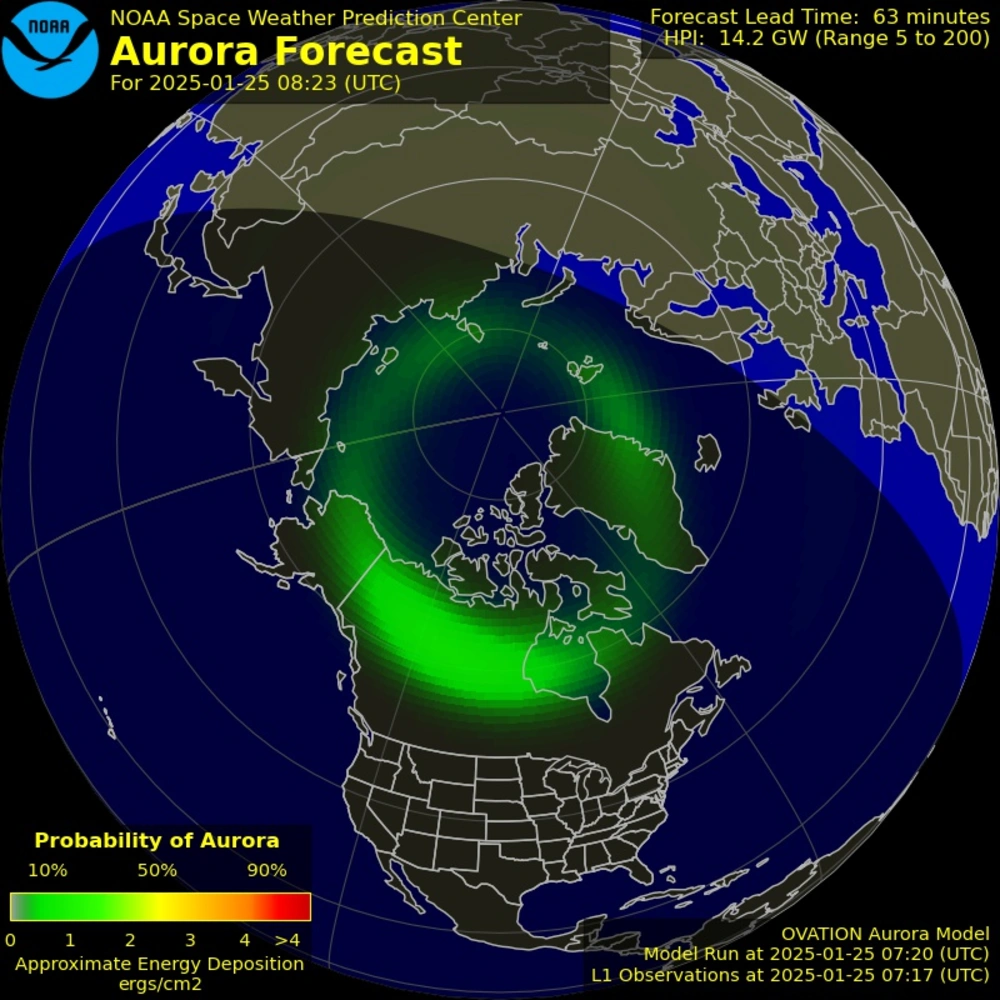 NOAA
NOAA Space Weather Prediction Center
Aurora Forecast
For 2025-01-25 08:23 (UTC)
Forecast Lead Time: 63 minutes
HPI: 14.2 GW (Range 5 to 200)
Probability of Aurora
10% 50% 90%
0 1 2 3 4 >4
Approximate Energy Deposition
ergs/cm2
OVATION Aurora Model
Model Run at 2025-01-25 07:20 (UTC)
L1 Observations at 2025-01-25 07:17 (UTC)